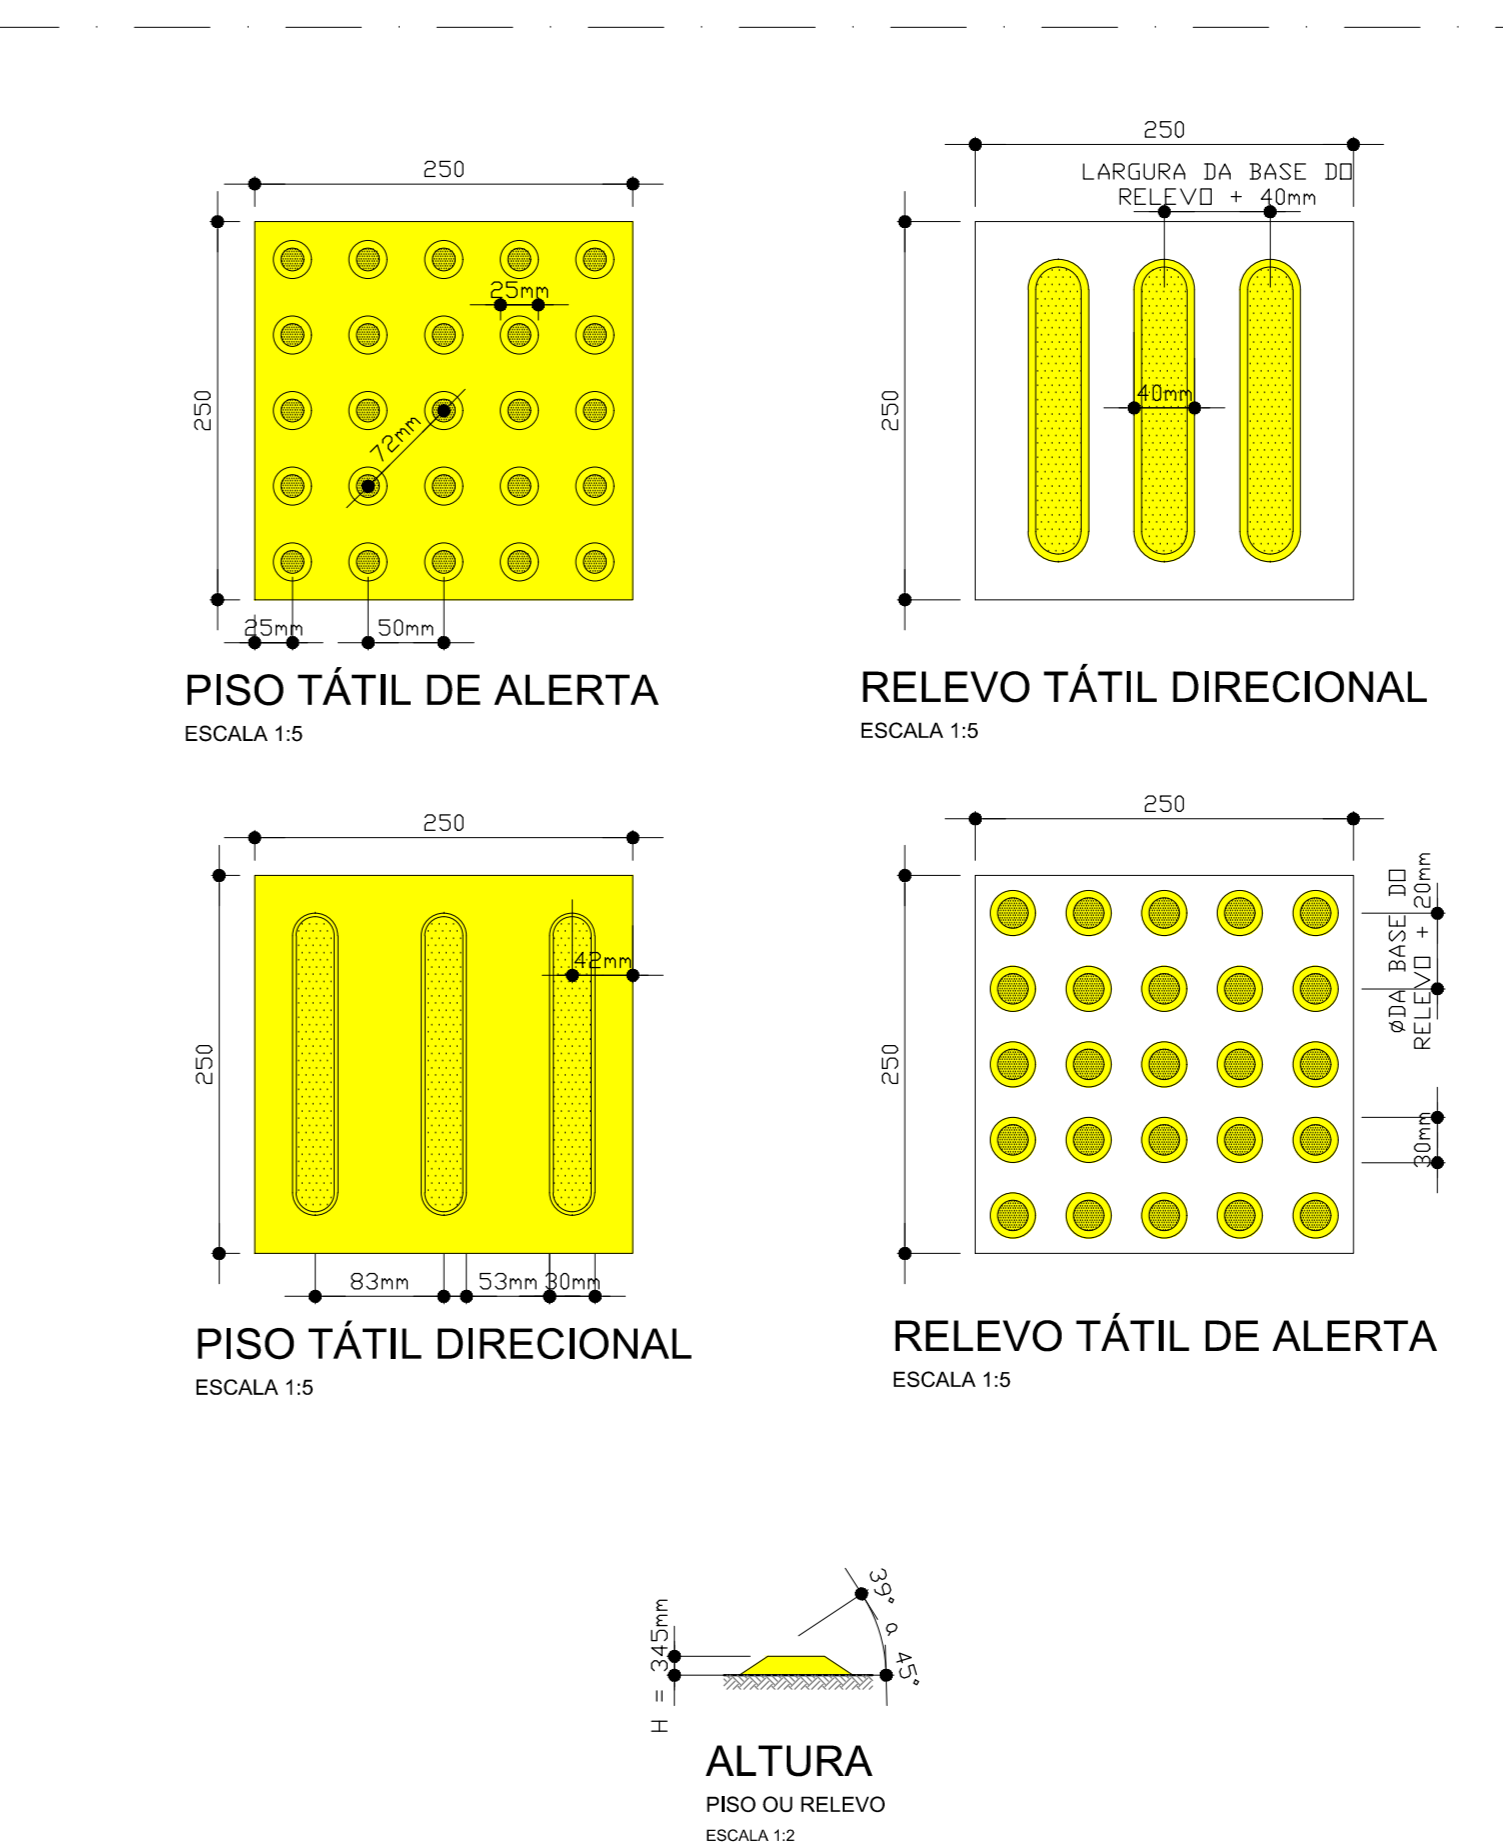 250
250
25mm
72mm
25mm
50mm
PISO TÁTIL DE ALERTA
ESCALA 1:5
250
LARGURA DA BASE DO
RELEVO + 40mm
250
40mm
RELEVO TÁTIL DIRECIONAL
ESCALA 1:5
250
250
42mm
83mm
53mm
30mm
PISO TÁTIL DIRECIONAL
ESCALA 1:5
250
250
ØDA BASE DO
RELEVO + 20mm
30mm
RELEVO TÁTIL DE ALERTA
ESCALA 1:5
H = 345mm
39° a 45°
ALTURA
PISO OU RELEVO
ESCALA 1:2